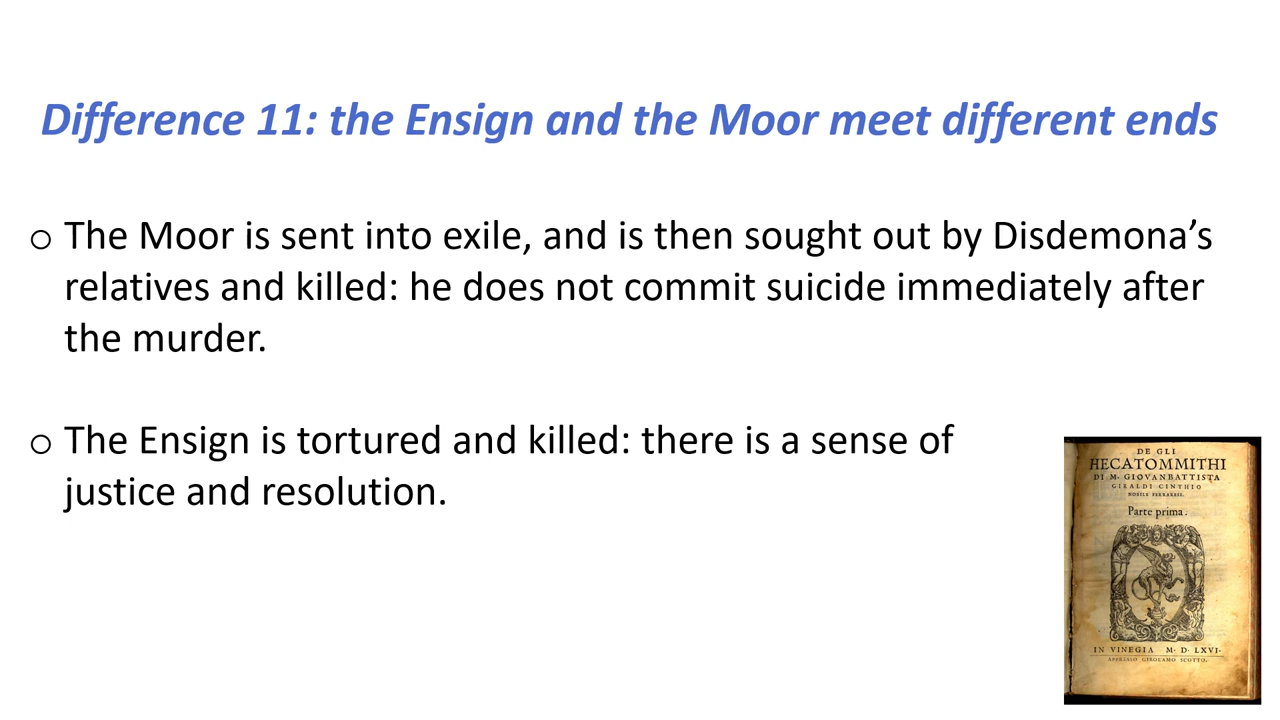 Difference 11: the Ensign and the Moor meet different ends
o The Moor is sent into exile, and is then sought out by Disdemona’s
relatives and killed: he does not commit suicide immediately after
the murder.
o The Ensign is tortured and killed: there is a sense of
justice and resolution.
DE GLI
HECATOMMITHI
DI M. GIOVANBATTISTA
GIRALDI CINTHIO
NOBILE FERRARESE.
Parte prima.
IN VINEGIA M. D. LXVI.
APPRESSO GIROLAMO SCOTTO.